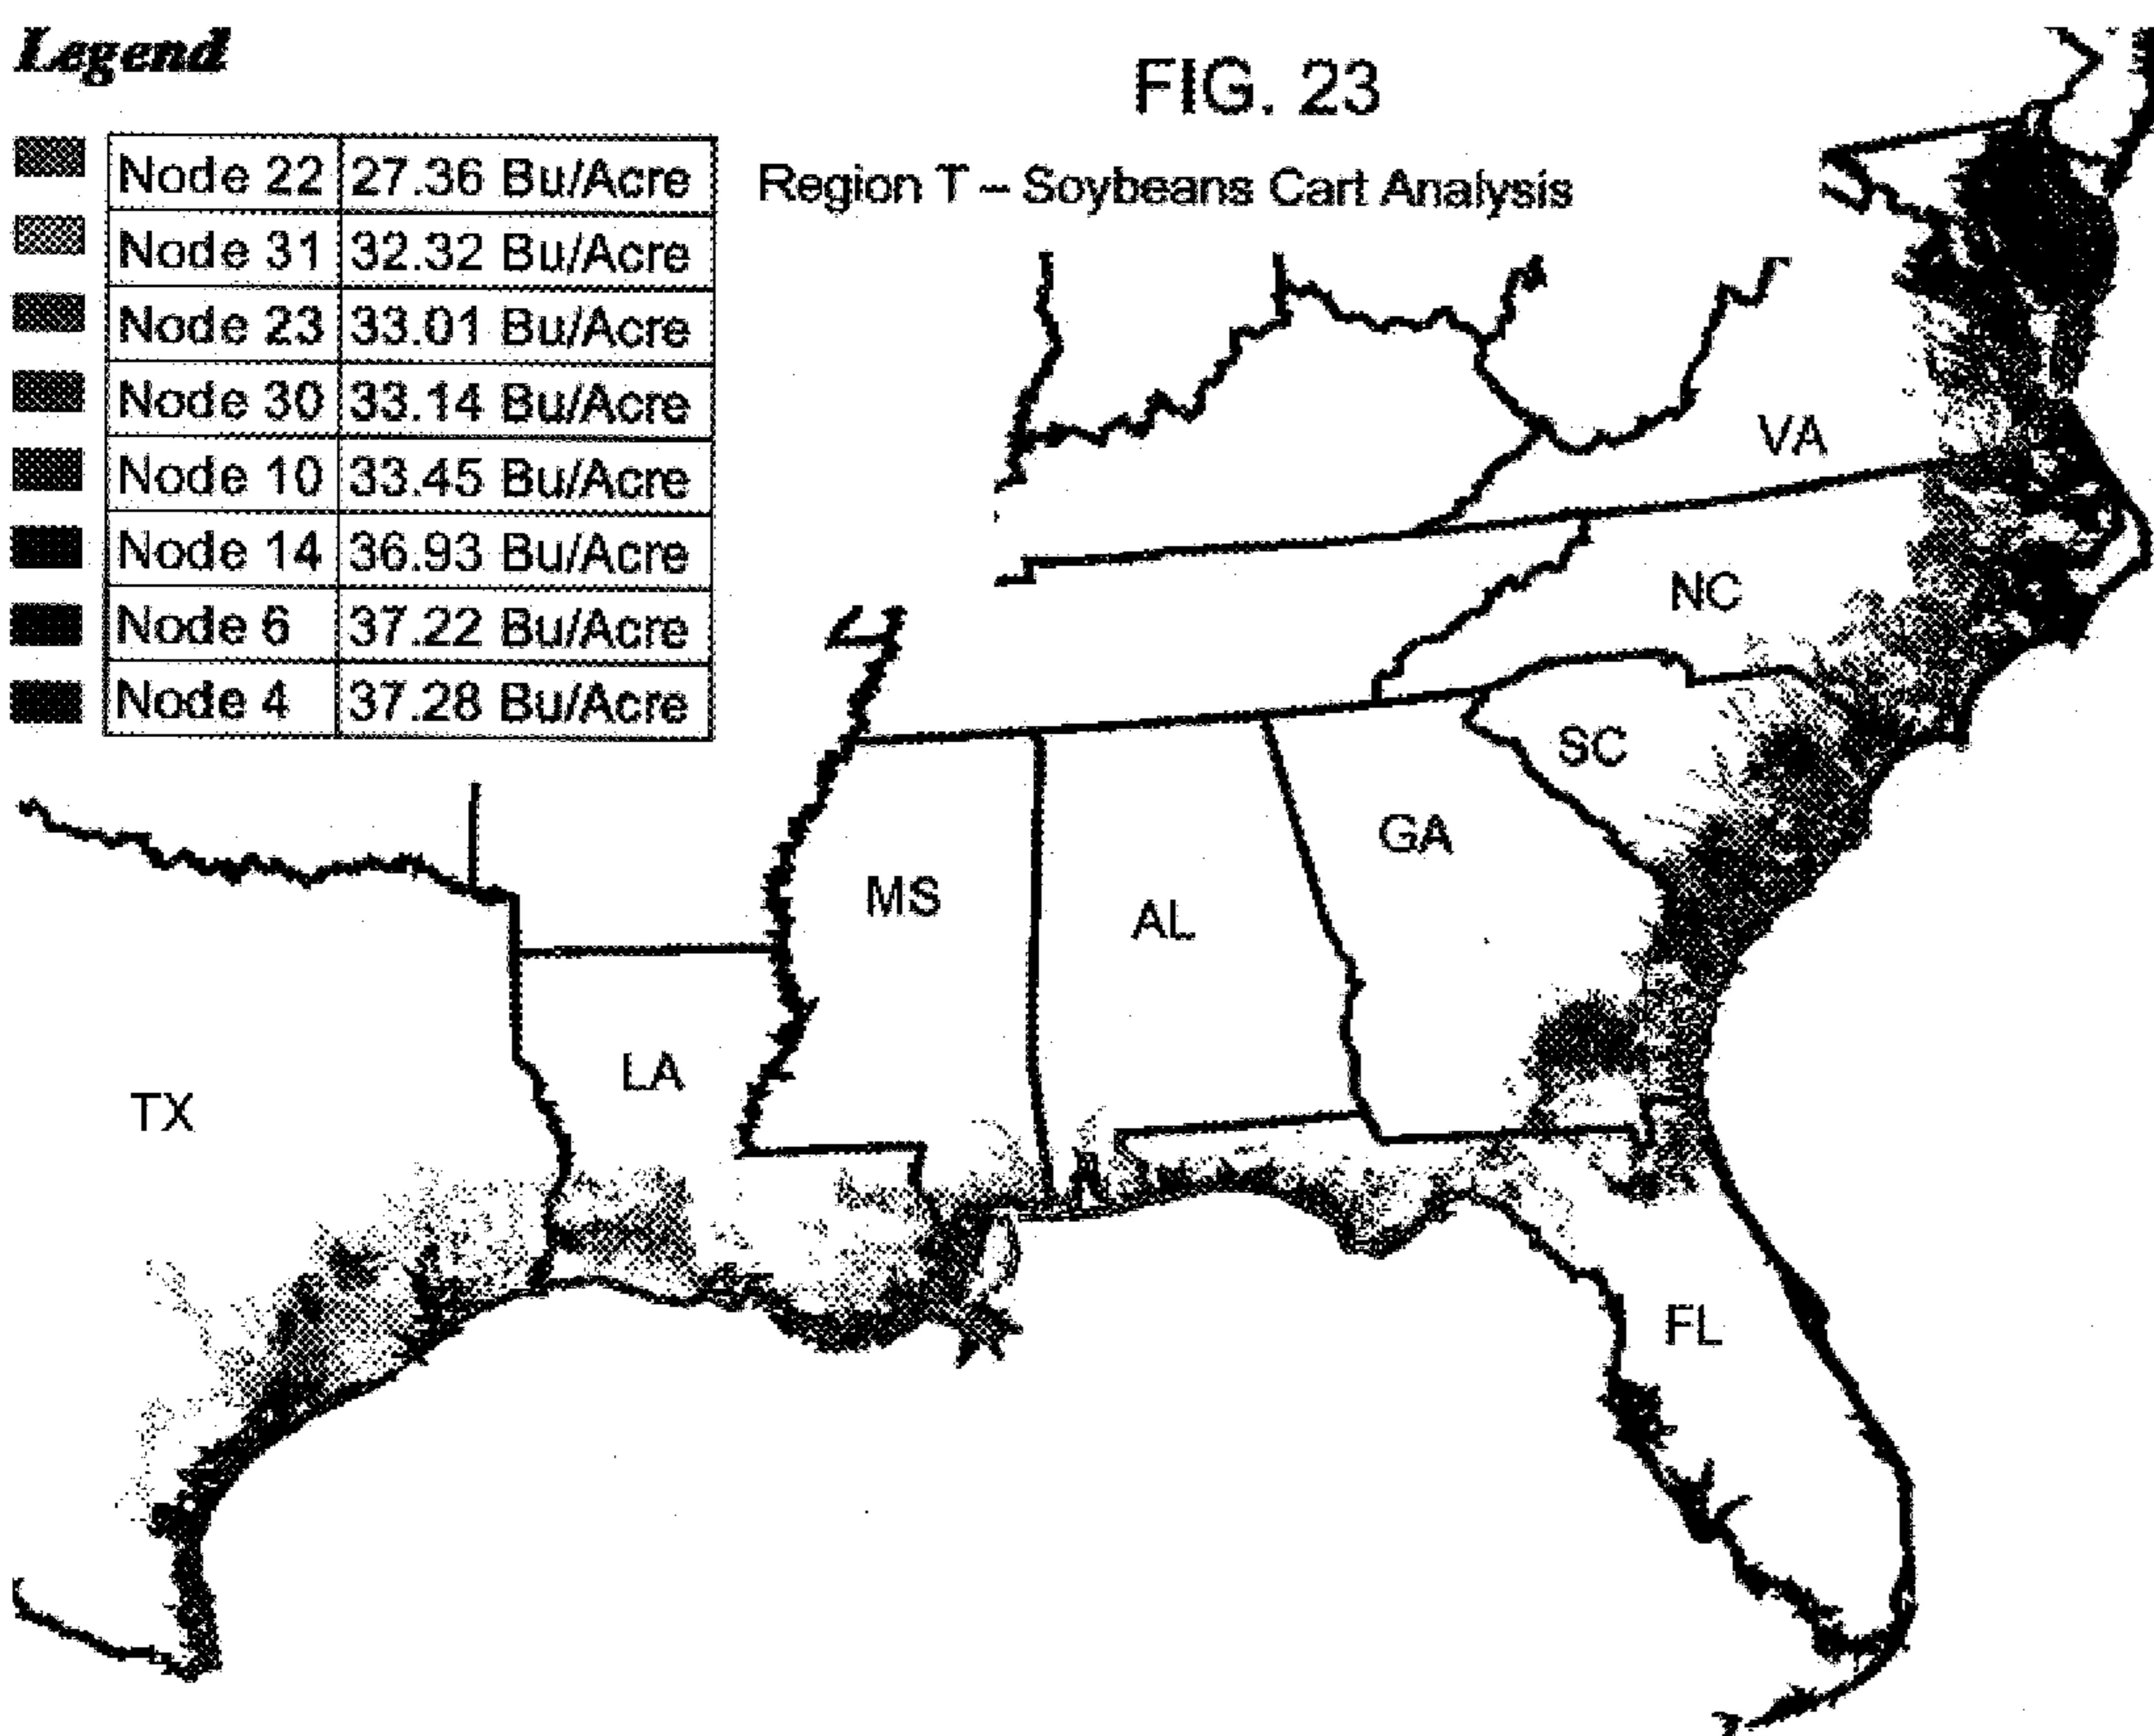 Legend
FIG. 23
Region T – Soybeans Cart Analysis
Node 22 27.36 Bu/Acre
Node 31 32.32 Bu/Acre
Node 23 33.01 Bu/Acre
Node 30 33.14 Bu/Acre
Node 10 33.45 Bu/Acre
Node 14 36.93 Bu/Acre
Node 6 37.22 Bu/Acre
Node 4 37.28 Bu/Acre
VA
NC
SC
GA
MS
AL
LA
TX
FL